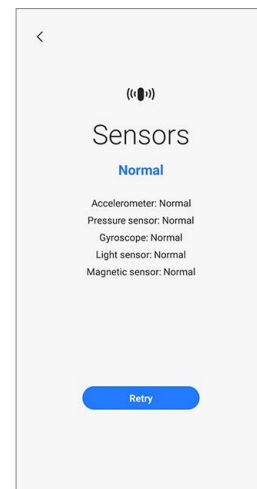 Sensors
Normal
Accelerometer: Normal
Pressure sensor: Normal
Gyroscope: Normal
Light sensor: Normal
Magnetic sensor: Normal
Retry